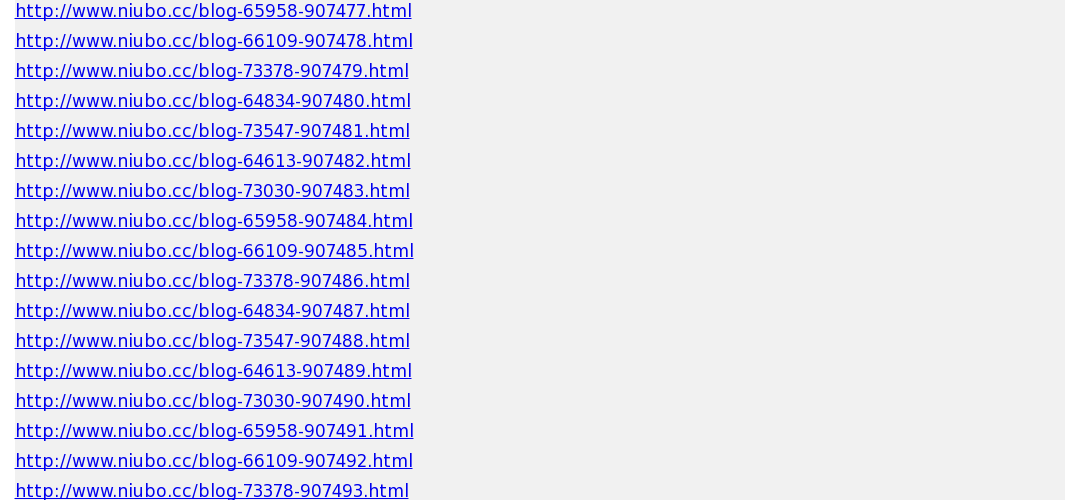 http://www.niubo.cc/blog-65958-907477.html
http://www.niubo.cc/blog-66109-907478.html
http://www.niubo.cc/blog-73378-907479.html
http://www.niubo.cc/blog-64834-907480.html
http://www.niubo.cc/blog-73547-907481.html
http://www.niubo.cc/blog-64613-907482.html
http://www.niubo.cc/blog-73030-907483.html
http://www.niubo.cc/blog-65958-907484.html
http://www.niubo.cc/blog-66109-907485.html
http://www.niubo.cc/blog-73378-907486.html
http://www.niubo.cc/blog-64834-907487.html
http://www.niubo.cc/blog-73547-907488.html
http://www.niubo.cc/blog-64613-907489.html
http://www.niubo.cc/blog-73030-907490.html
http://www.niubo.cc/blog-65958-907491.html
http://www.niubo.cc/blog-66109-907492.html
http://www.niubo.cc/blog-73378-907493.html